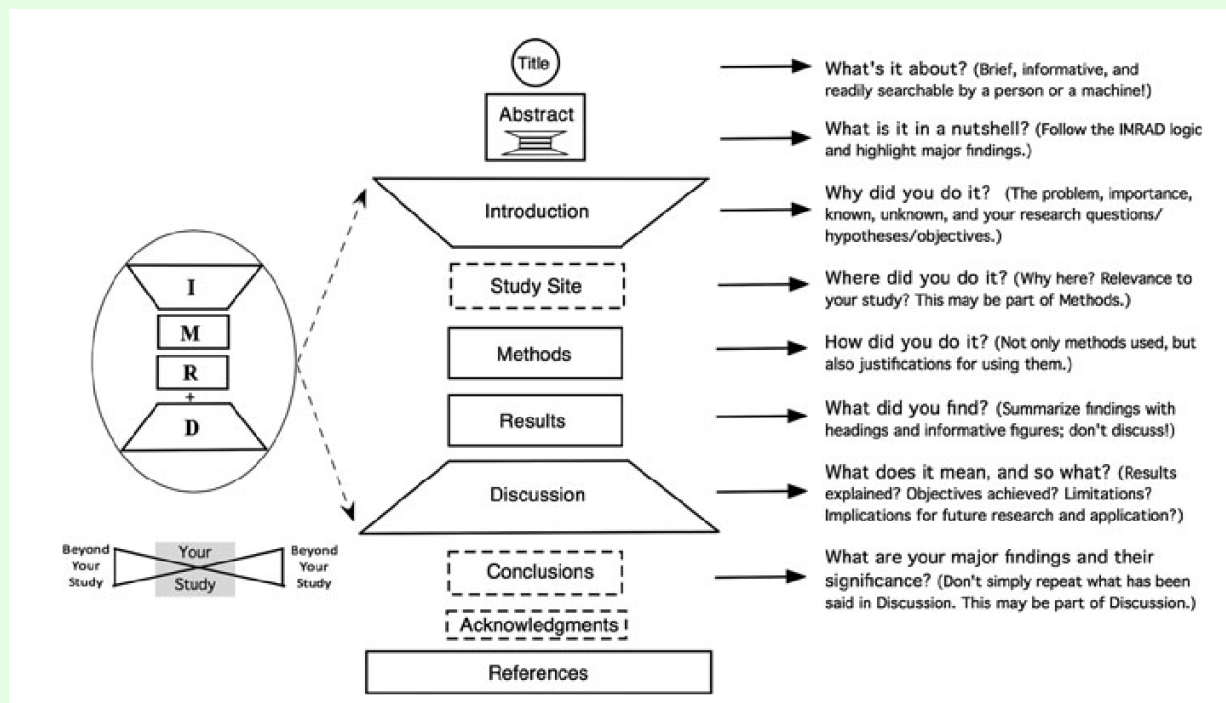 Title
What's it about? (Brief, informative, and
readily searchable by a person or a machine!)
Abstract
What is it in a nutshell? (Follow the IMRAD logic
and highlight major findings.)
Introduction
Why did you do it? (The problem, importance,
known, unknown, and your research questions/
hypotheses/objectives.)
Study Site
Where did you do it? (Why here? Relevance to
your study? This may be part of Methods.)
Methods
How did you do it? (Not only methods used, but
also justifications for using them.)
Results
What did you find? (Summarize findings with
headings and informative figures; don't discuss!)
Discussion
What does it mean, and so what? (Results
explained? Objectives achieved? Limitations?
Implications for future research and application?)
Conclusions
What are your major findings and their
significance? (Don't simply repeat what has been
said in Discussion. This may be part of Discussion.)
Acknowledgments
References
I
M
R
+
D
Beyond
Your
Study
Your
Study
Beyond
Your
Study